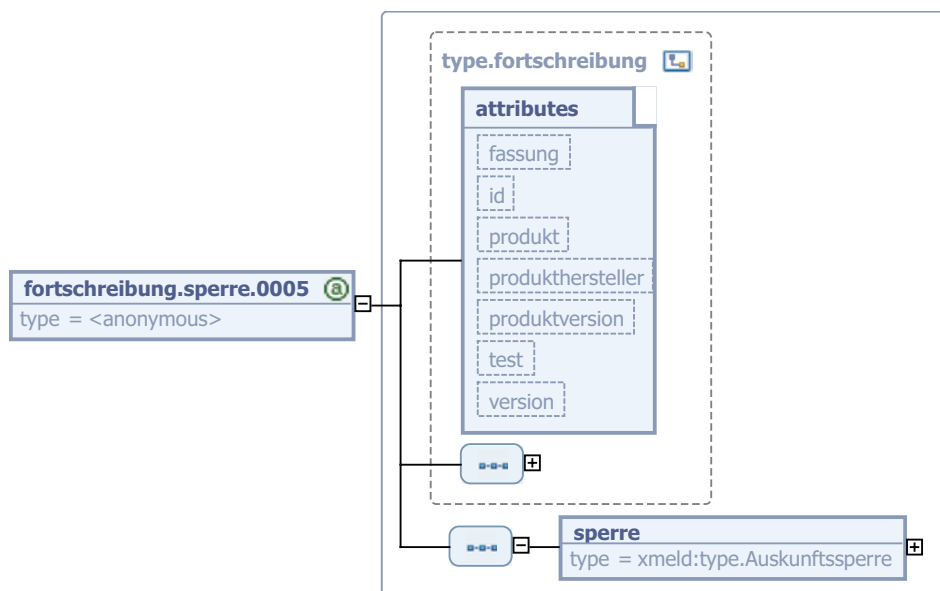 type.fortschreibung
attributes
fassung
id
produkt
produkthersteller
produktversion
test
version
fortschreibung.sperre.0005 a
type = <anonymous>
sperre
type = xmeld:type.Auskunftssperre